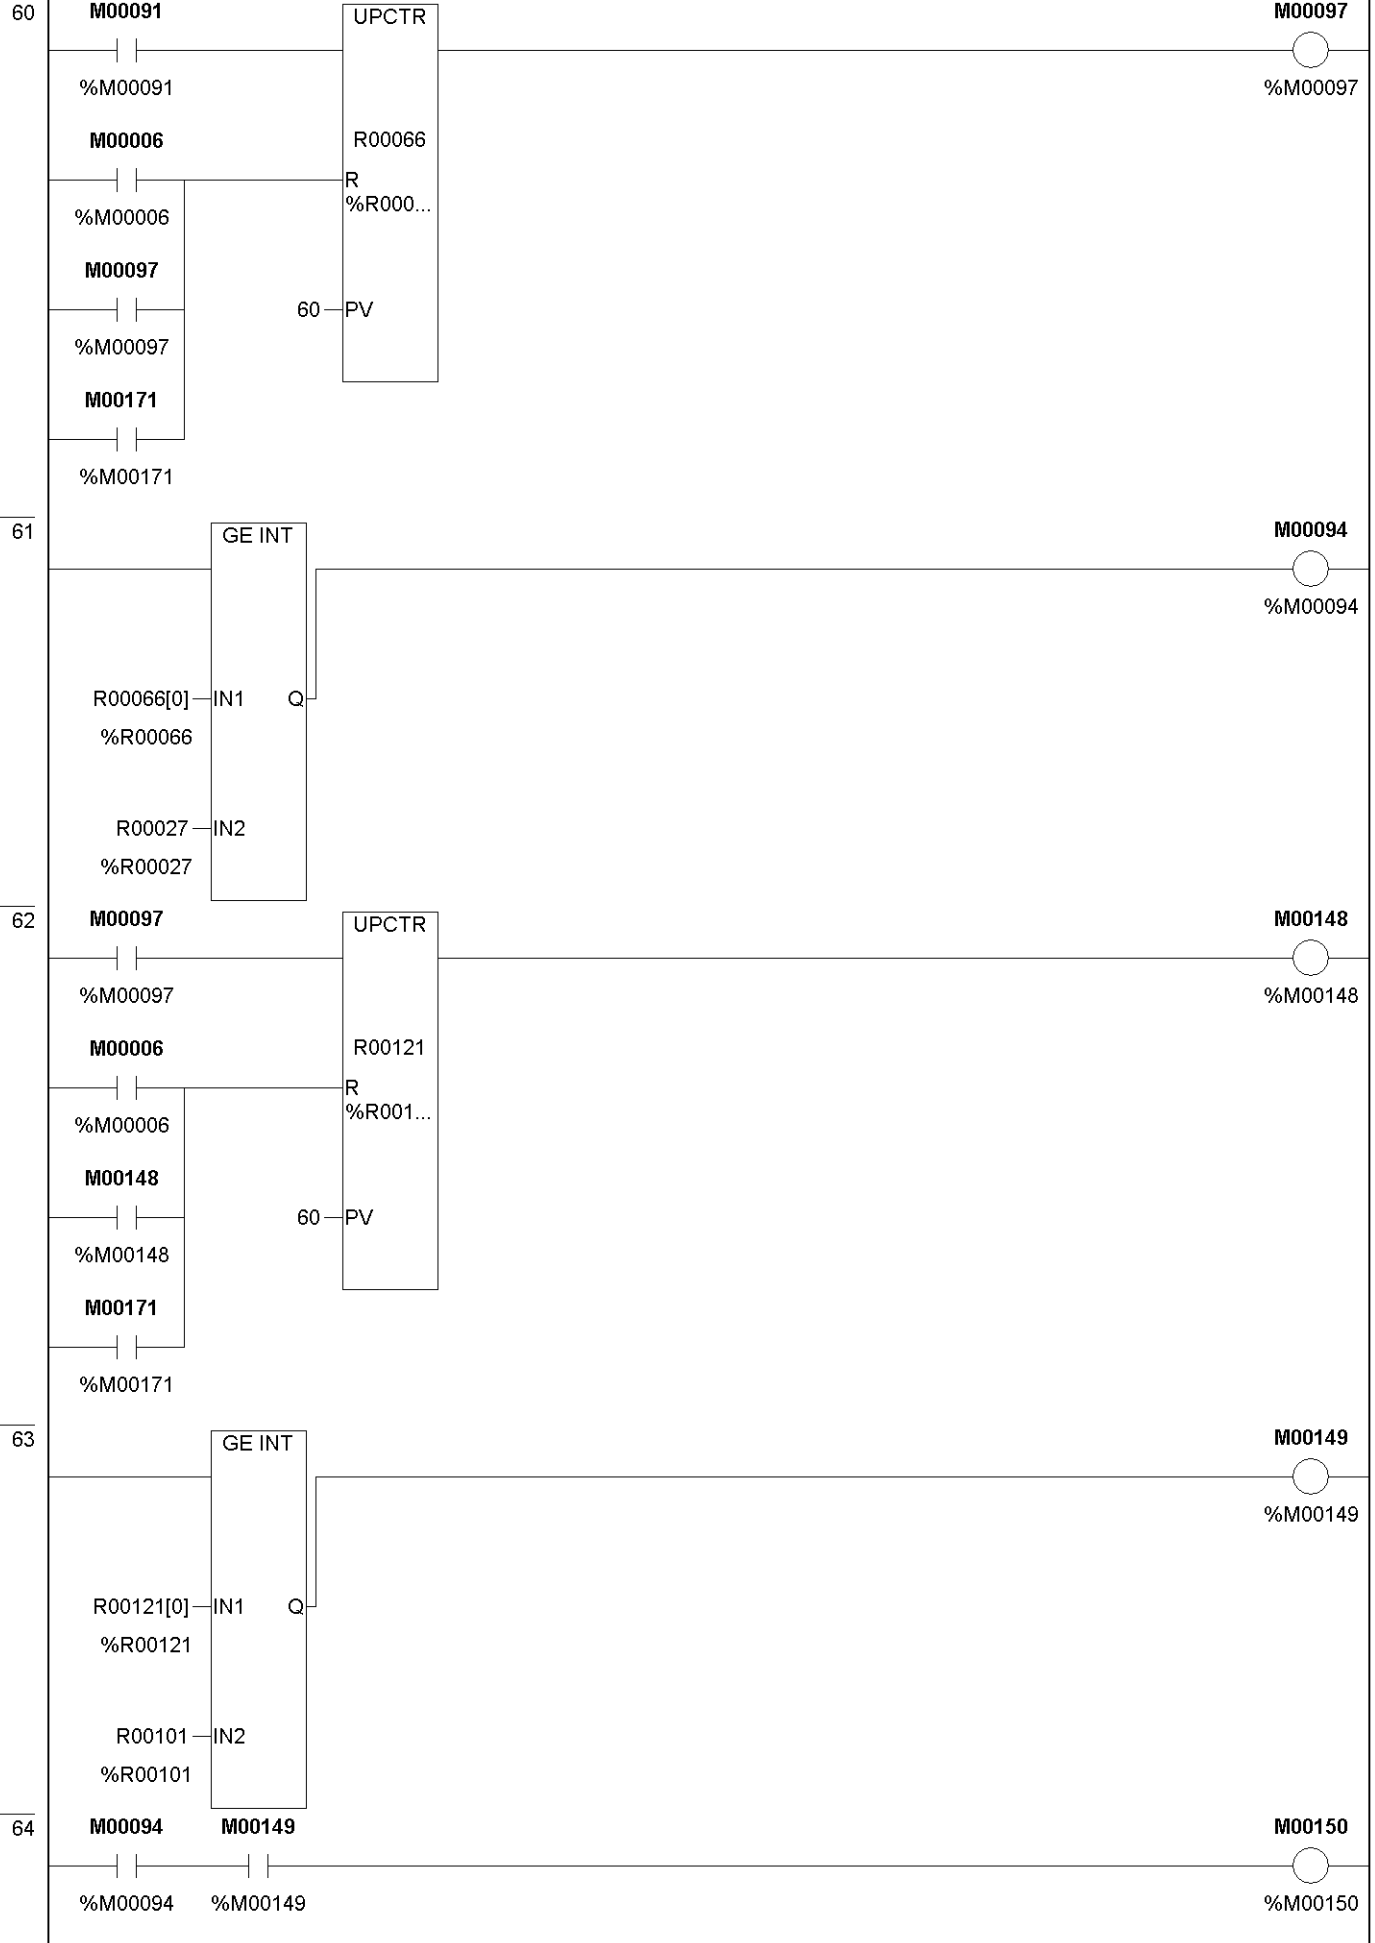 60
M00091
UPCTR
M00097
%M00091
%M00097
M00006
R00066
R
%M00006
%R000...
M00097
60
PV
%M00097
M00171
%M00171
61
GE INT
M00094
%M00094
R00066[0]
IN1
Q
%R00066
R00027
IN2
%R00027
62
M00097
UPCTR
M00148
%M00097
%M00148
M00006
R00121
R
%M00006
%R001...
M00148
60
PV
%M00148
M00171
%M00171
63
GE INT
M00149
%M00149
R00121[0]
IN1
Q
%R00121
R00101
IN2
%R00101
64
M00094
M00149
M00150
%M00094
%M00149
%M00150